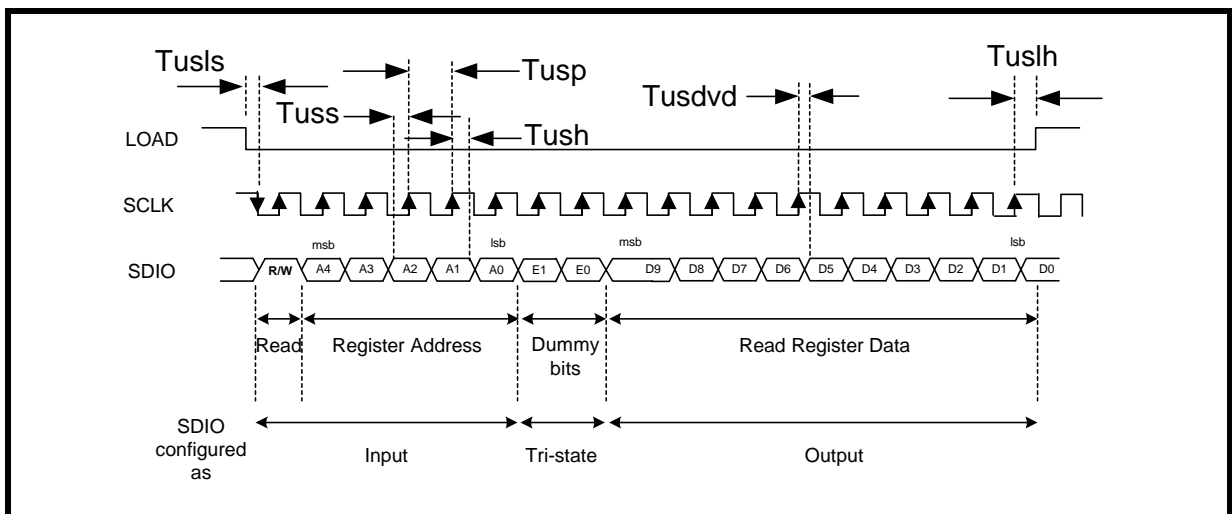 Tusls
Tusp
Tuslh
Tuss
Tusdvd
Tush
LOAD
SCLK
msb
lsb
msb
lsb
SDIO
R/W A4 A3 A2 A1 A0 E1 E0 D9 D8 D7 D6 D5 D4 D3 D2 D1 D0
Read
Register Address
Dummy
bits
Read Register Data
SDIO
configured
as
Input
Tri-state
Output